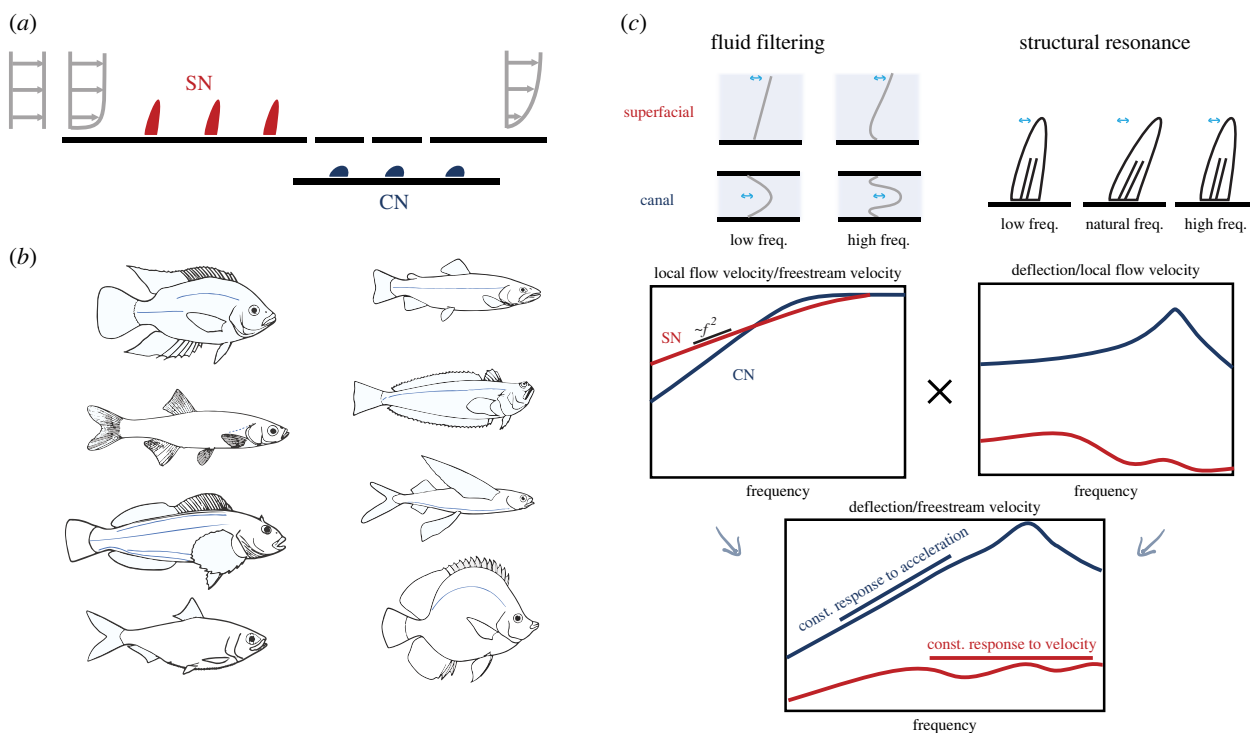 (a)
SN
CN
(b)
(c)
fluid filtering
structural resonance
superfacial
canal
low freq.
high freq.
low freq.
natural freq.
high freq.
local flow velocity/freestream velocity
deflection/local flow velocity
SN
~f 2
CN
×
frequency
frequency
deflection/freestream velocity
const. response to acceleration
const. response to velocity
frequency